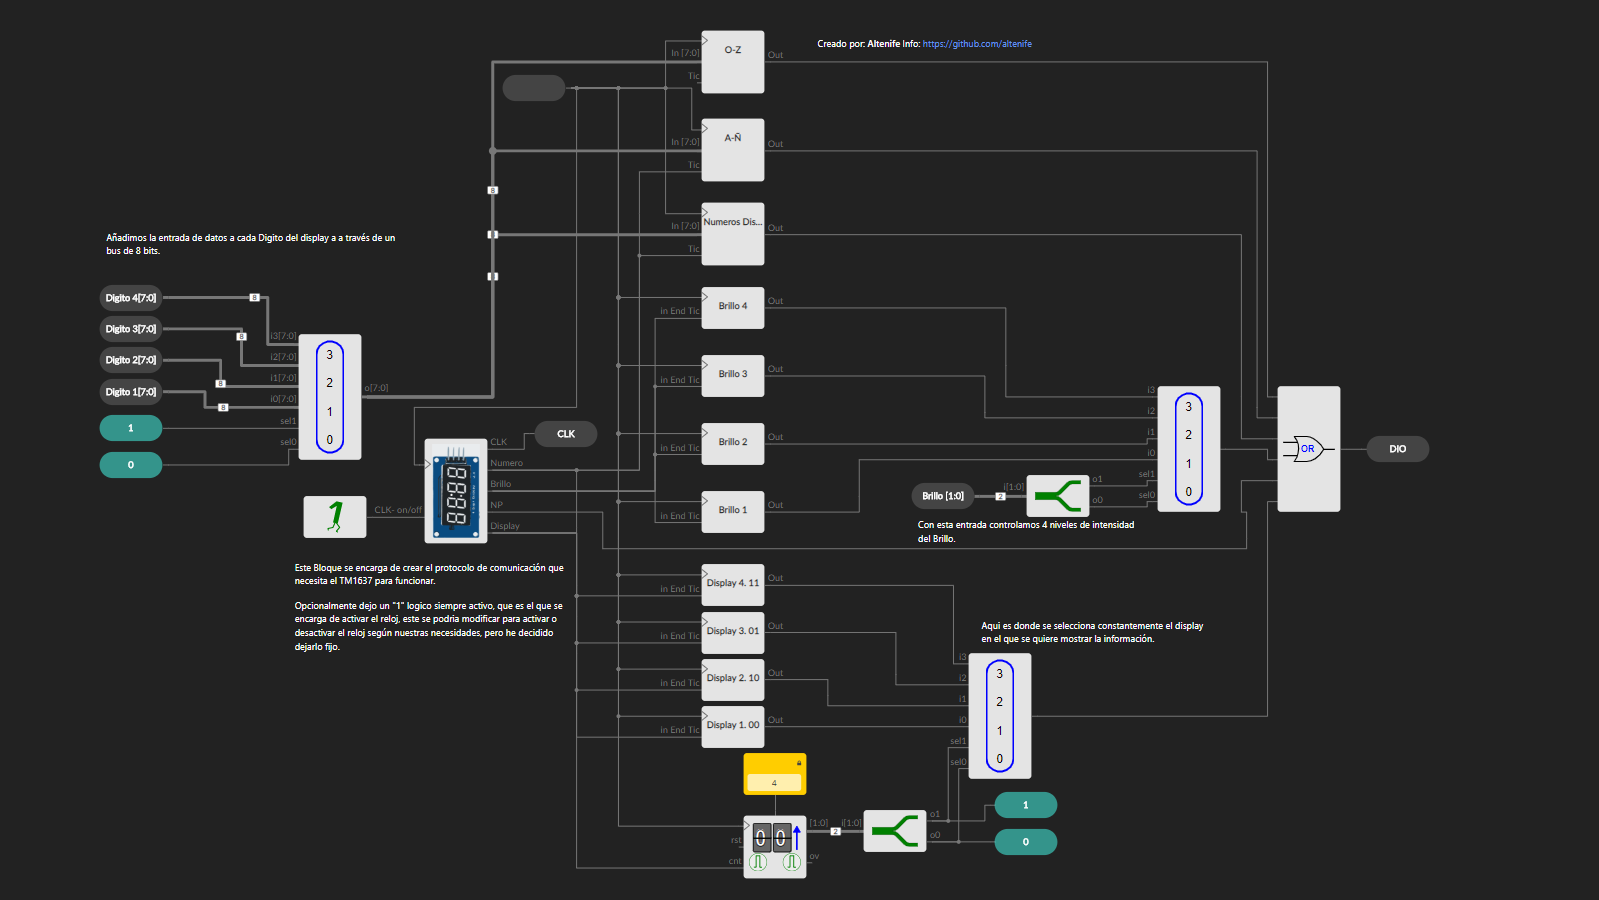 Creado por: Altenife Info: https://github.com/altenife
O-Z
In [7:0]
Tic
Out
A-Ñ
In [7:0]
Tic
Out
Numeros Dis...
In [7:0]
Tic
Out
8
8
8
Añadimos la entrada de datos a cada Digito del display a a través de un
bus de 8 bits.
Digito 4[7:0]
8
Digito 3[7:0]
8
Digito 2[7:0]
8
Digito 1[7:0]
8
1
0
i3[7:0]
i2[7:0]
i1[7:0]
i0[7:0]
sel1
sel0
3
2
1
0
o[7:0]
Brillo 4
in End Tic
Out
Brillo 3
in End Tic
Out
Brillo 2
in End Tic
Out
Brillo 1
in End Tic
Out
CLK
CLK
Numero
Brillo
NP
Display
1
CLK- on/off
Este Bloque se encarga de crear el protocolo de comunicación que
necesita el TM1637 para funcionar.
Opcionalmente dejo un "1" logico siempre activo, que es el que se
encarga de activar el reloj, este se podria modificar para activar o
desactivar el reloj según nuestras necesidades, pero he decidido
dejarlo fijo.
Brillo [1:0]
2
i[1:0]
o1
o0
Con esta entrada controlamos 4 niveles de intensidad
del Brillo.
i3
i2
i1
i0
sel1
sel0
3
2
1
0
OR
DIO
Display 4. 11
in End Tic
Out
Display 3. 01
in End Tic
Out
Display 2. 10
in End Tic
Out
Display 1. 00
in End Tic
Out
Aqui es donde se selecciona constantemente el display
en el que se quiere mostrar la información.
i3
i2
i1
i0
sel1
sel0
3
2
1
0
4
rst
cnt
0 0
[1:0]
ov
2
i[1:0]
o1
o0
1
0